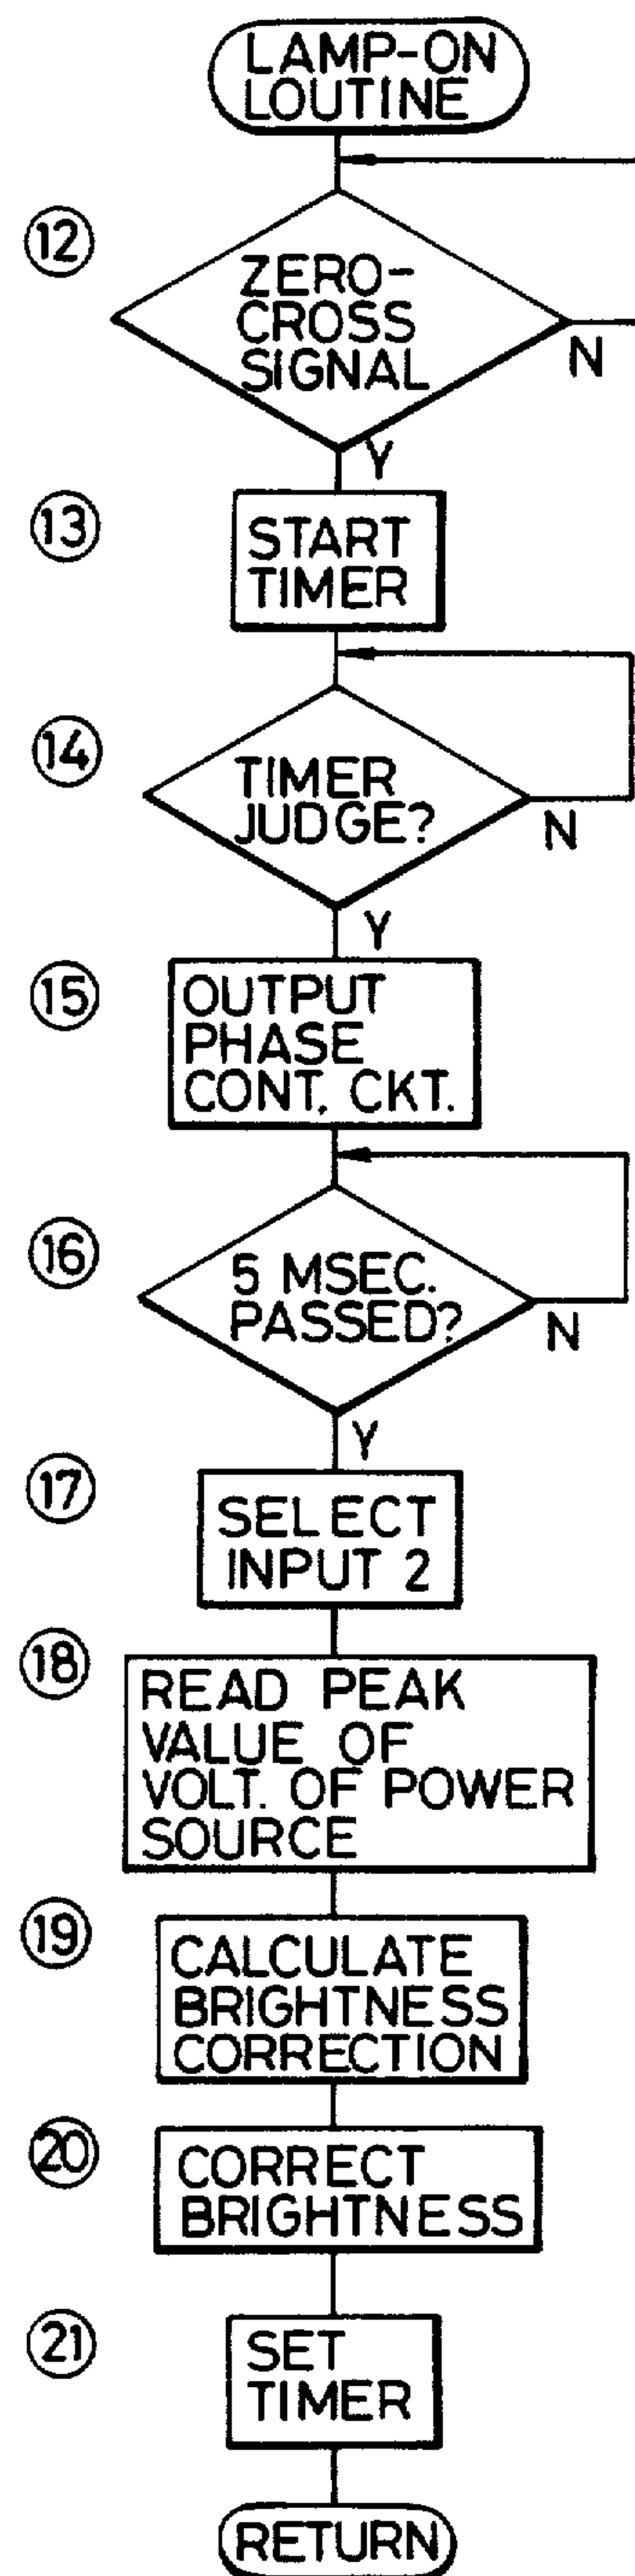 LAMP-ON
LOUTINE
12
ZERO-
CROSS
SIGNAL
N
Y
13
START
TIMER
14
TIMER
JUDGE?
N
Y
15
OUTPUT
PHASE
CONT. CKT.
16
5 MSEC.
PASSED?
N
Y
17
SELECT
INPUT 2
18
READ PEAK
VALUE OF
VOLT. OF POWER
SOURCE
19
CALCULATE
BRIGHTNESS
CORRECTION
20
CORRECT
BRIGHTNESS
21
SET
TIMER
RETURN